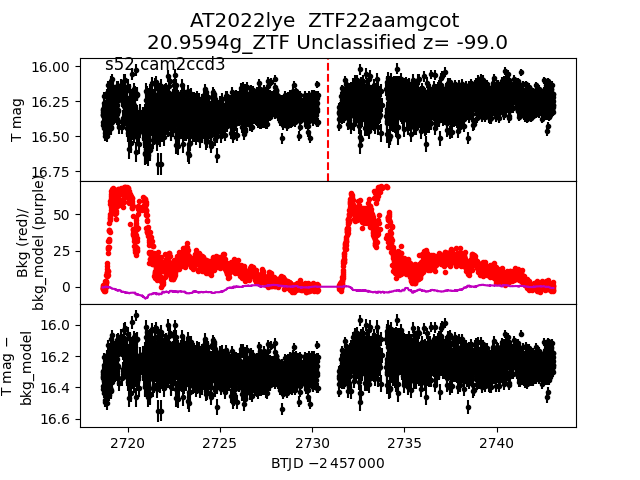 AT2022lye  ZTF22aamgcot
20.9594g_ZTF Unclassified z= -99.0
s52 cam2ccd3
16.00
16.25
16.50
16.75
T mag
50
25
0
Bkg (red)/
bkg_model (purple)
16.0
16.2
16.4
16.6
T mag −
bkg_model
2720 2725 2730 2735 2740
BTJD −2 457 000